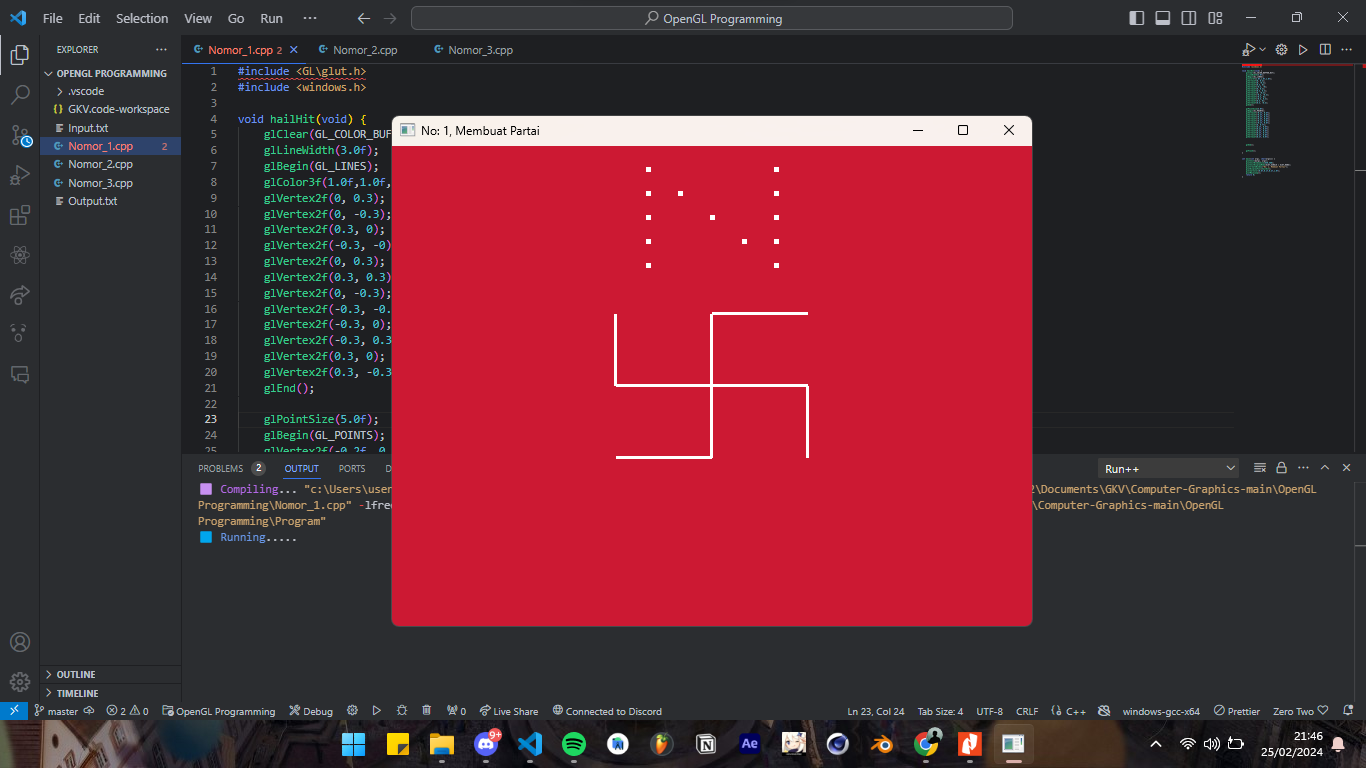 File Edit Selection View Go Run ··· OpenGL Programming
EXPLORER ···
OPENGL PROGRAMMING
.vscode
GKV.code-workspace
Input.txt
Nomor_1.cpp 2
Nomor_2.cpp
Nomor_3.cpp
Output.txt
OUTLINE
TIMELINE
Nomor_1.cpp 2 Nomor_2.cpp Nomor_3.cpp
1 #include <GL\glut.h>
2 #include <windows.h>
3
4 void hailHit(void) {
5 glClear(GL_COLOR_BUF
6 glLineWidth(3.0f);
7 glBegin(GL_LINES);
8 glColor3f(1.0f,1.0f,
9 glVertex2f(0, 0.3);
10 glVertex2f(0, -0.3);
11 glVertex2f(0.3, 0);
12 glVertex2f(-0.3, -0)
13 glVertex2f(0, 0.3);
14 glVertex2f(0.3, 0.3)
15 glVertex2f(0, -0.3);
16 glVertex2f(-0.3, -0.
17 glVertex2f(-0.3, 0);
18 glVertex2f(-0.3, 0.3
19 glVertex2f(0.3, 0);
20 glVertex2f(0.3, -0.3
21 glEnd();
22
23 glPointSize(5.0f);
24 glBegin(GL_POINTS);
25 glVertex2f(-0.2f, 0
No: 1, Membuat Partai
PROBLEMS 2 OUTPUT PORTS D
Run++
Compiling... "c:\Users\user 2\Documents\GKV\Computer-Graphics-main\OpenGL
Programming\Nomor_1.cpp" -lfree \Computer-Graphics-main\OpenGL
Programming\Program"
Running.....
master 2 0 OpenGL Programming Debug 0 Live Share Connected to Discord Ln 23, Col 24 Tab Size: 4 UTF-8 CRLF C++ windows-gcc-x64 Prettier Zero Two
9+
Ae
21:46
25/02/2024